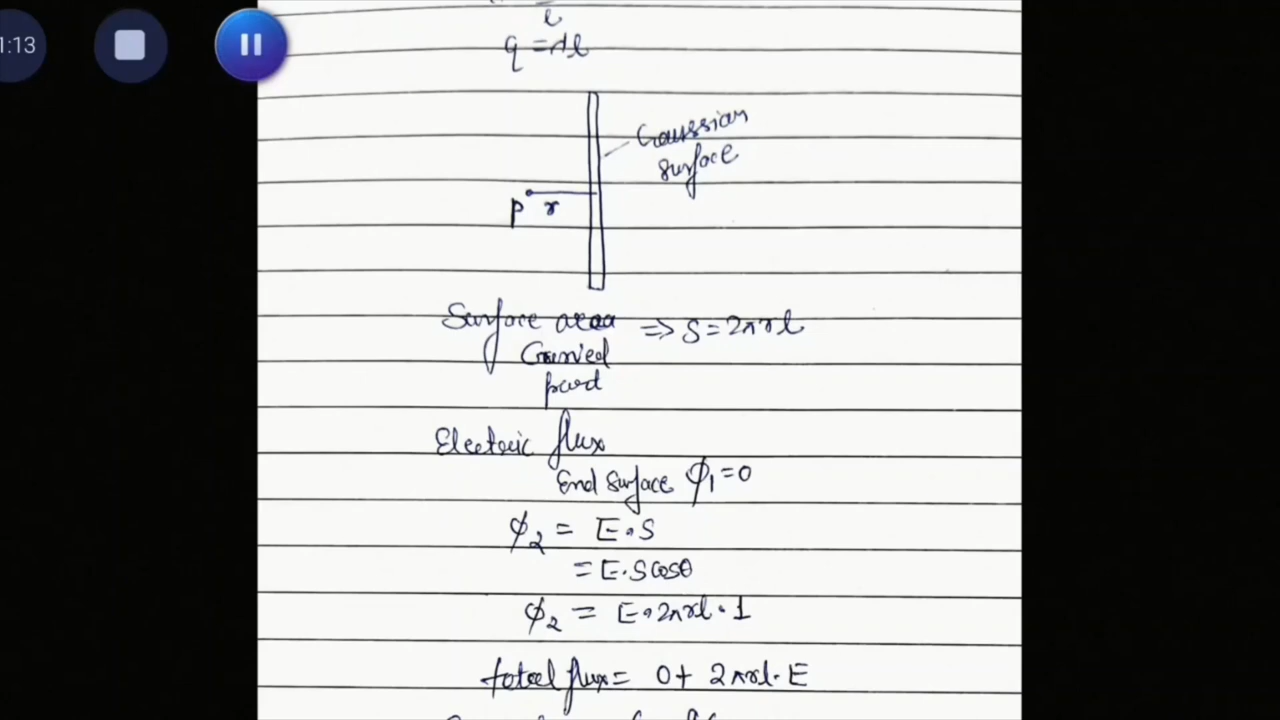 1:13
l
q = λl
Gaussian
surface
P r
Surface area ⇒ S = 2πrl
Curved
part
Electric flux
End Surface ϕ₁ = 0
ϕ₂ = E·S
= E·S cosθ
ϕ₂ = E·2πrl·1
total flux = 0 + 2πrl·E